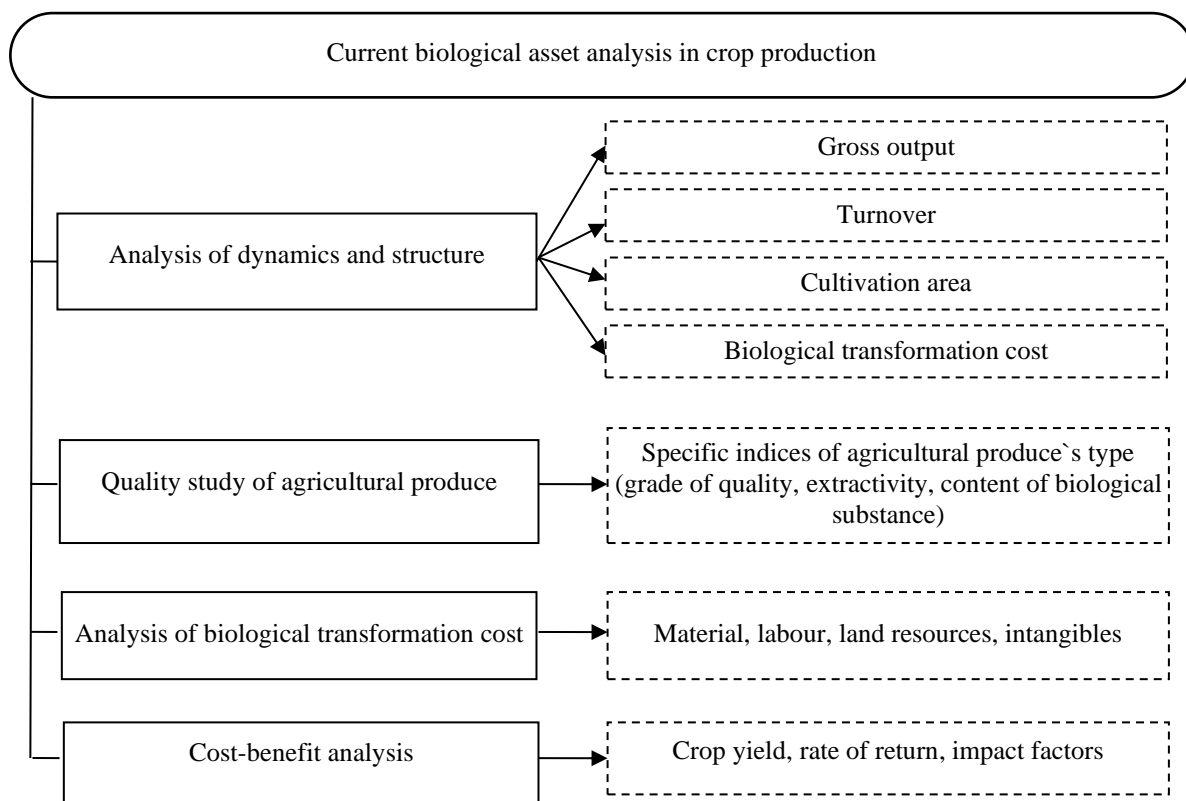 Current biological asset analysis in crop production
Analysis of dynamics and structure
Gross output
Turnover
Cultivation area
Biological transformation cost
Quality study of agricultural produce
Specific indices of agricultural produce`s type
(grade of quality, extractivity, content of biological
substance)
Analysis of biological transformation cost
Material, labour, land resources, intangibles
Cost-benefit analysis
Crop yield, rate of return, impact factors